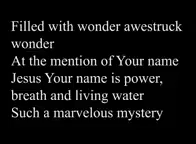 Filled with wonder awestruck
wonder
At the mention of Your name
Jesus Your name is power,
breath and living water
Such a marvelous mystery